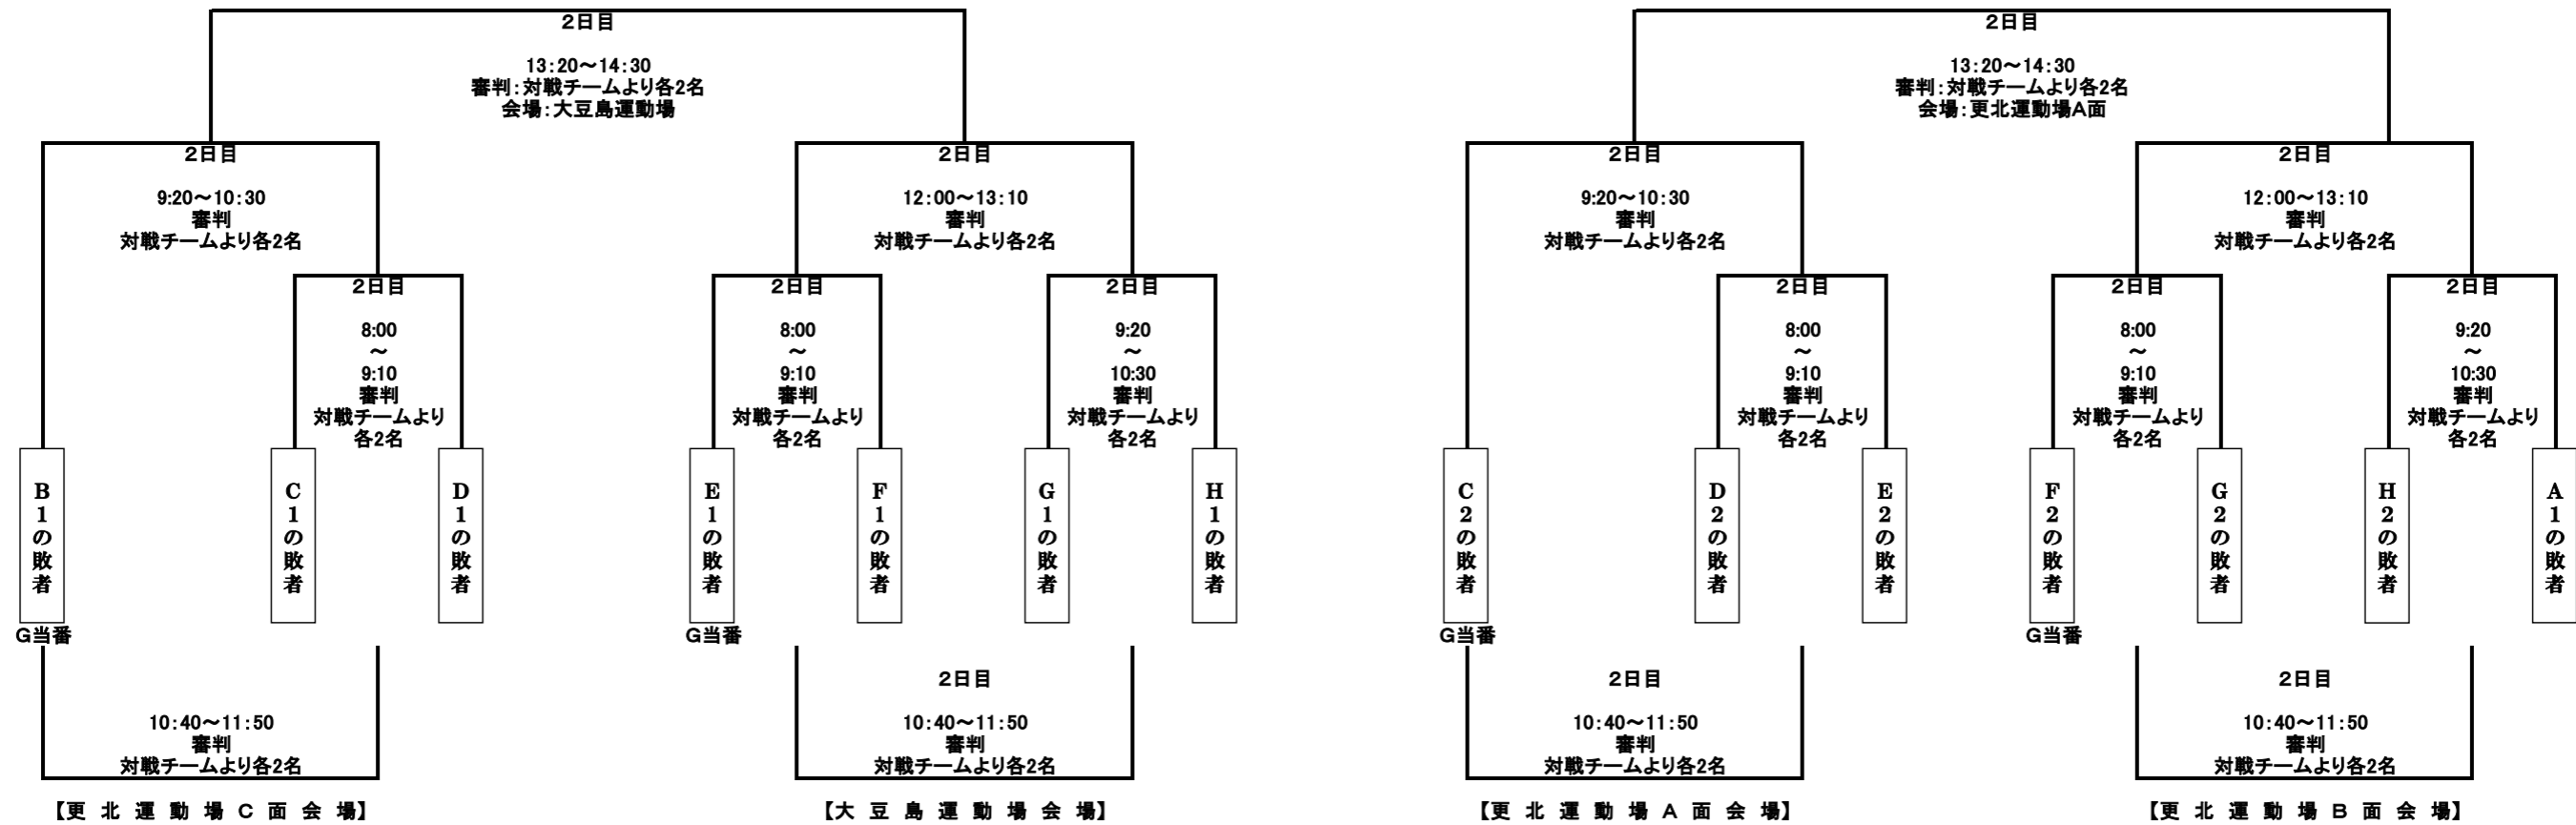 2日目
13:20～14:30
審判:対戦チームより各2名
会場:大豆島運動場
2日目
9:20～10:30
審判
対戦チームより各2名
2日目
12:00～13:10
審判
対戦チームより各2名
2日目
8:00
～
9:10
審判
対戦チームより
各2名
2日目
8:00
～
9:10
審判
対戦チームより
各2名
2日目
9:20
～
10:30
審判
対戦チームより
各2名
B1の敗者
C1の敗者
D1の敗者
E1の敗者
F1の敗者
G1の敗者
H1の敗者
G当番
G当番
10:40～11:50
審判
対戦チームより各2名
2日目
10:40～11:50
審判
対戦チームより各2名
【更北運動場C面会場】
【大豆島運動場会場】
2日目
13:20～14:30
審判:対戦チームより各2名
会場:更北運動場A面
2日目
9:20～10:30
審判
対戦チームより各2名
2日目
12:00～13:10
審判
対戦チームより各2名
2日目
8:00
～
9:10
審判
対戦チームより
各2名
2日目
8:00
～
9:10
審判
対戦チームより
各2名
2日目
9:20
～
10:30
審判
対戦チームより
各2名
C2の敗者
D2の敗者
E2の敗者
F2の敗者
G2の敗者
H2の敗者
A1の敗者
G当番
G当番
2日目
10:40～11:50
審判
対戦チームより各2名
2日目
10:40～11:50
審判
対戦チームより各2名
【更北運動場A面会場】
【更北運動場B面会場】